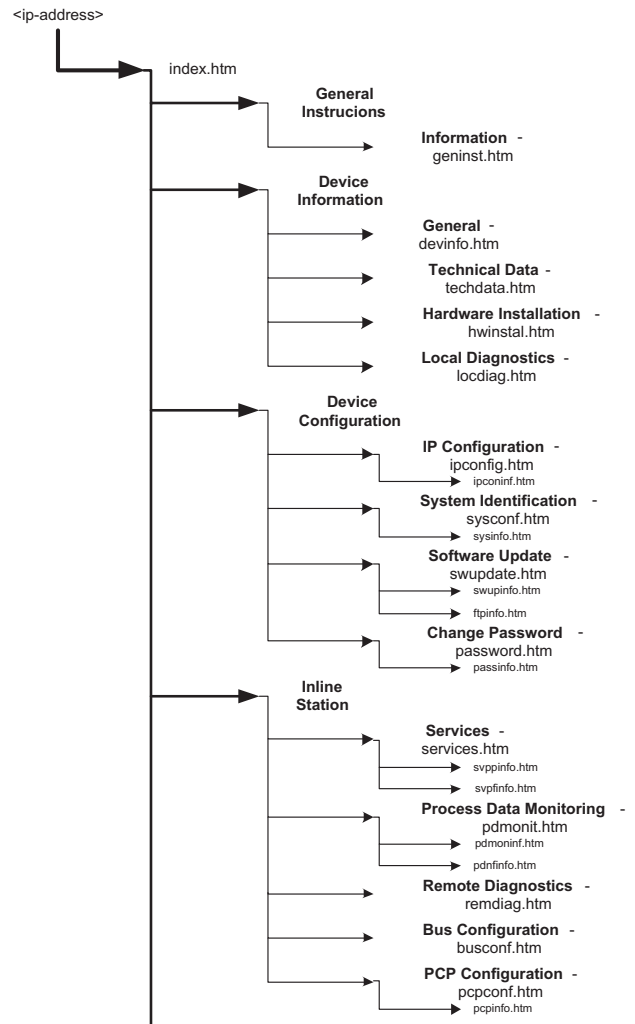 <ip-address>
index.htm
General
Instrucions
Information -
geninst.htm
Device
Information
General -
devinfo.htm
Technical Data -
techdata.htm
Hardware Installation -
hwinstal.htm
Local Diagnostics -
locdiag.htm
Device
Configuration
IP Configuration -
ipconfig.htm
ipconinf.htm
System Identification -
sysconf.htm
sysinfo.htm
Software Update -
swupdate.htm
swupinfo.htm
ftpinfo.htm
Change Password -
password.htm
passinfo.htm
Inline
Station
Services -
services.htm
svppinfo.htm
svpfinfo.htm
Process Data Monitoring -
pdmonit.htm
pdmoninf.htm
pdnfinfo.htm
Remote Diagnostics -
remdiag.htm
Bus Configuration -
busconf.htm
PCP Configuration -
pcpconf.htm
pcpinfo.htm